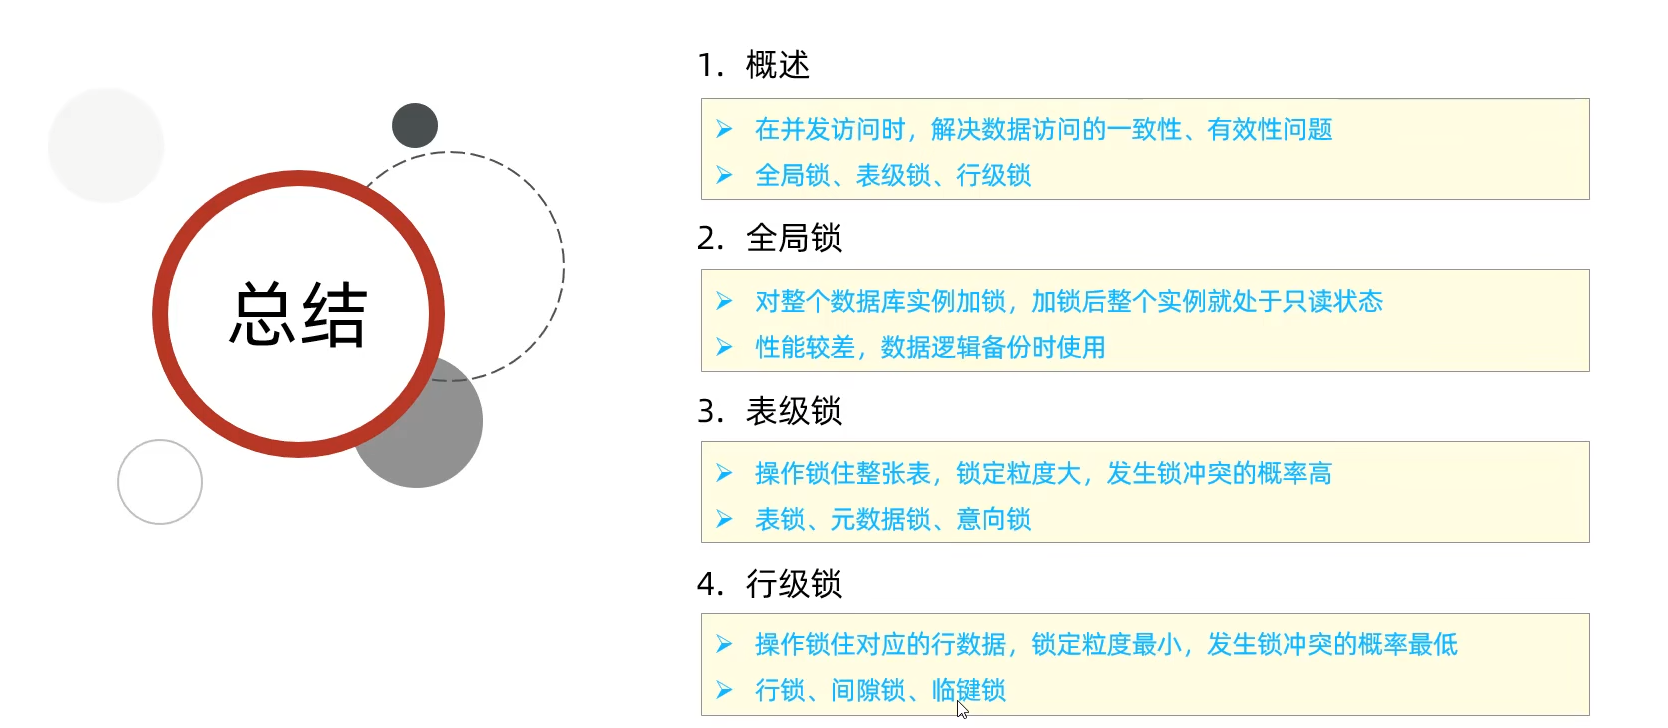 总结
1. 概述
在并发访问时，解决数据访问的一致性、有效性问题
全局锁、表级锁、行级锁
2. 全局锁
对整个数据库实例加锁，加锁后整个实例就处于只读状态
性能较差，数据逻辑备份时使用
3. 表级锁
操作锁住整张表，锁定粒度大，发生锁冲突的概率高
表锁、元数据锁、意向锁
4. 行级锁
操作锁住对应的行数据，锁定粒度最小，发生锁冲突的概率最低
行锁、间隙锁、临键锁